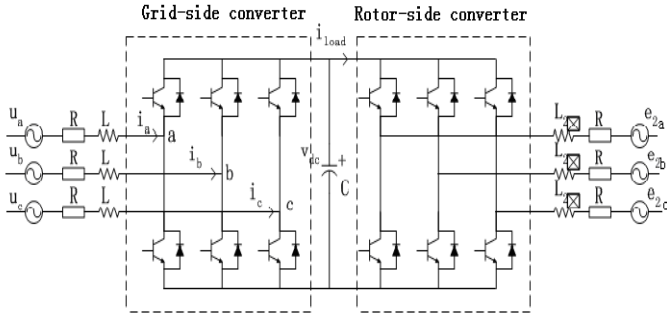 Grid-side converter
Rotor-side converter
i_load
u_a
R
L
i_a
a
u_b
R
L
i_b
b
u_c
R
L
i_c
c
v_dc
+
C
L_2
R
e_2a
L_2
R
e_2b
L_2
R
e_2c